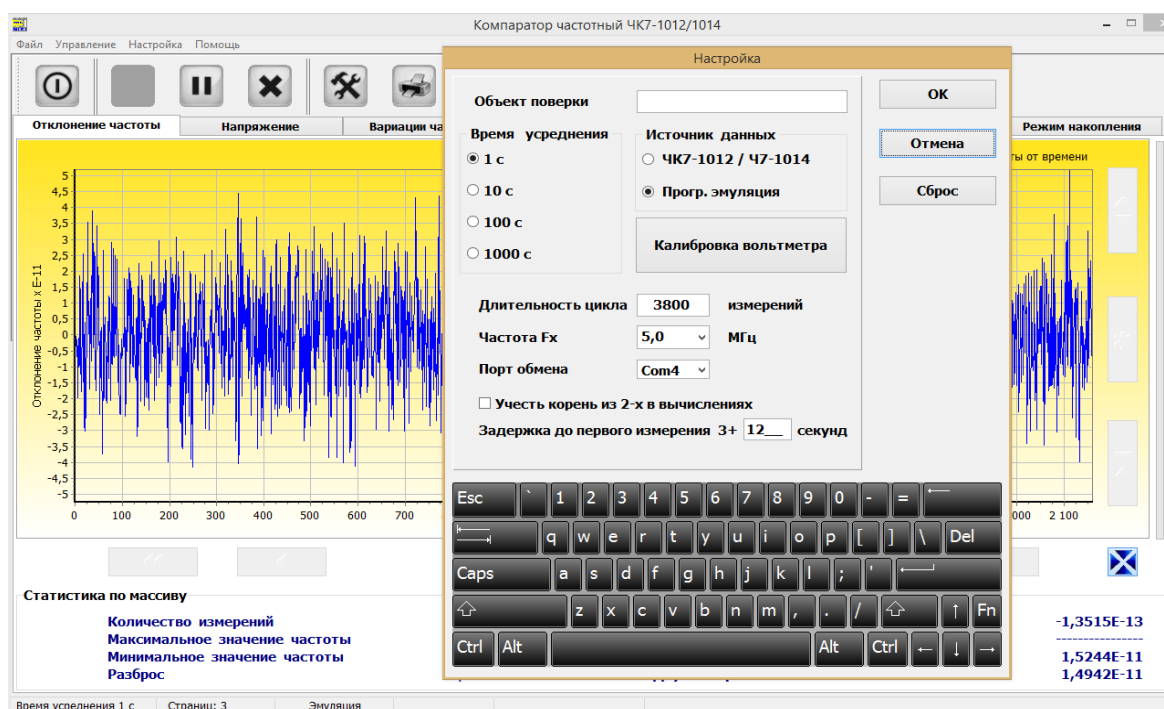 Компаратор частотный ЧК7-1012/1014
Файл Управление Настройка Помощь
Отклонение частоты Напряжение Вариации ча Режим накопления
ты от времени
Отклонение частоты x E-11
5
4,5
4
3,5
3
2,5
2
1,5
1
0,5
0
-0,5
-1
-1,5
-2
-2,5
-3
-3,5
-4
-4,5
-5
0 100 200 300 400 500 600 700 000 2 100
Настройка
Объект поверки
OK
Время усреднения
1 с
10 с
100 с
1000 с
Источник данных
ЧК7-1012 / Ч7-1014
Прогр. эмуляция
Отмена
Сброс
Калибровка вольтметра
Длительность цикла 3800 измерений
Частота Fx 5,0 МГц
Порт обмена Com4
Учесть корень из 2-х в вычислениях
Задержка до первого измерения 3+ 12__ секунд
Esc ` 1 2 3 4 5 6 7 8 9 0 - =
q w e r t y u i o p [ ] \ Del
Caps a s d f g h j k l ; '
z x c v b n m , . / ↑ Fn
Ctrl Alt Alt Ctrl ← ↓ →
Статистика по массиву
Количество измерений
Максимальное значение частоты
Минимальное значение частоты
Разброс
-1,3515E-13
----------------
1,5244E-11
1,4942E-11
Время усреднения 1 с Страниц: 3 Эмуляция